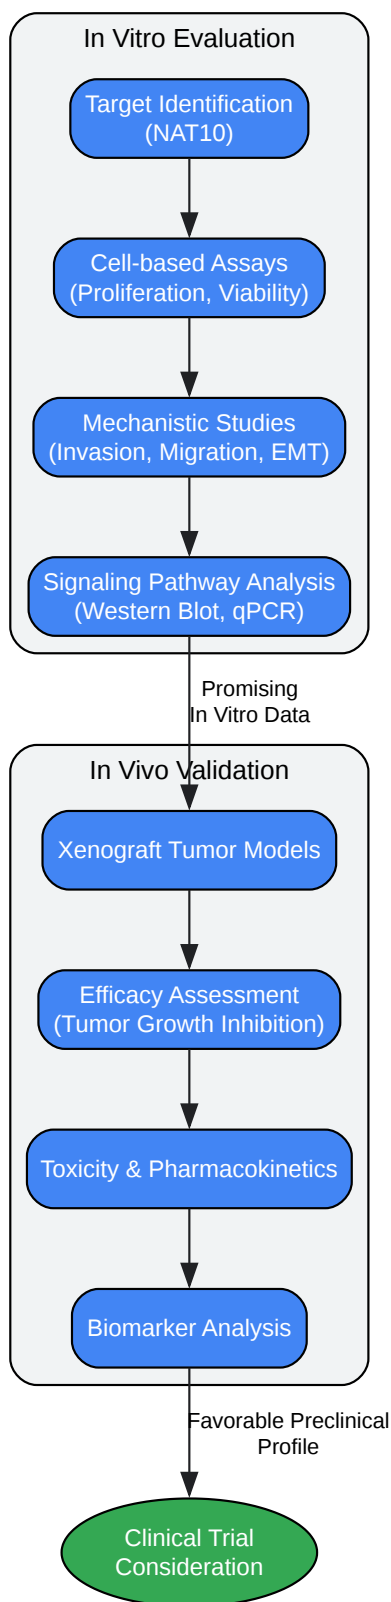 In Vitro Evaluation
Target Identification
(NAT10)
Cell-based Assays
(Proliferation, Viability)
Mechanistic Studies
(Invasion, Migration, EMT)
Signaling Pathway Analysis
(Western Blot, qPCR)
Promising
In Vitro Data
In Vivo Validation
Xenograft Tumor Models
Efficacy Assessment
(Tumor Growth Inhibition)
Toxicity & Pharmacokinetics
Biomarker Analysis
Favorable Preclinical
Profile
Clinical Trial
Consideration